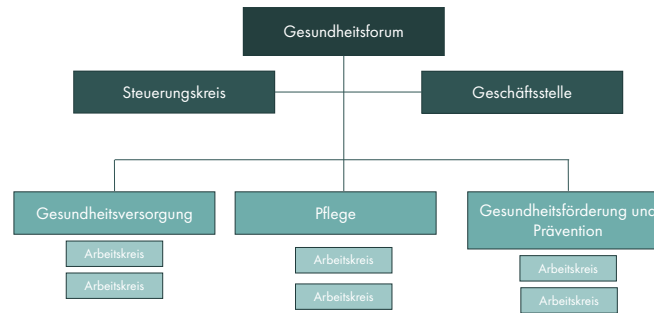 Gesundheitsforum
Steuerungskreis
Geschäftsstelle
Gesundheitsversorgung
Pflege
Gesundheitsförderung und
Prävention
Arbeitskreis
Arbeitskreis
Arbeitskreis
Arbeitskreis
Arbeitskreis
Arbeitskreis